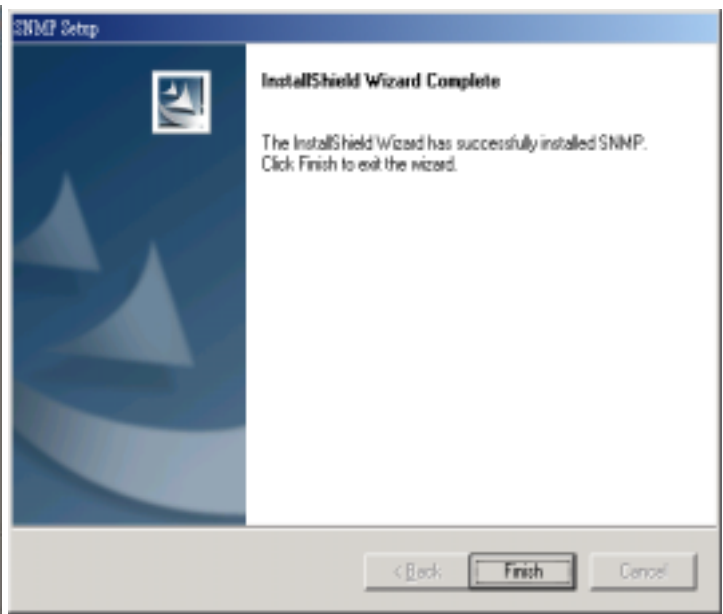 SNMP Setup
InstallShield Wizard Complete
The InstallShield Wizard has successfully installed SNMP.
Click Finish to exit the wizard.
< Back
Finish
Cancel